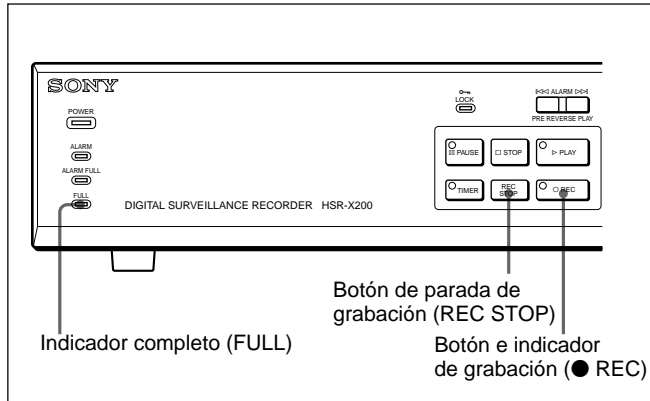 SONY
POWER
ALARM
ALARM FULL
FULL
DIGITAL SURVEILLANCE RECORDER HSR-X200
LOCK
ALARM
PRE REVERSE PLAY
PAUSE
STOP
PLAY
TIMER
REC
STOP
REC
Botón de parada de
grabación (REC STOP)
Indicador completo (FULL)
Botón e indicador
de grabación (● REC)